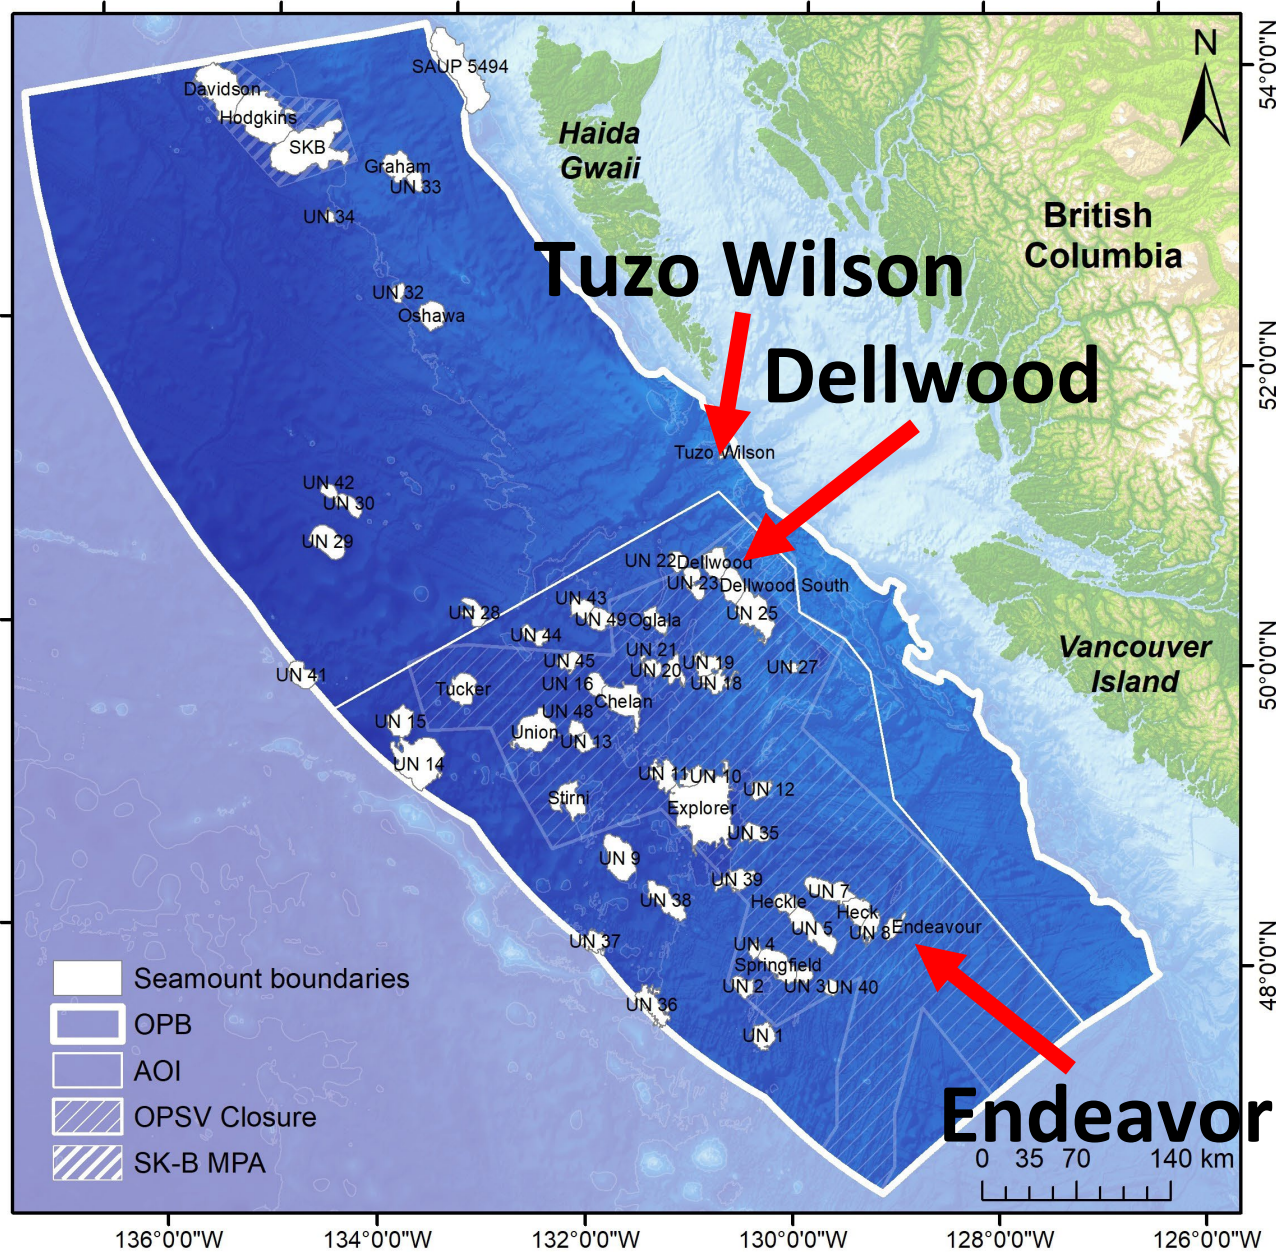 N
54°0'0"N
SAUP 5494
Davidson
Hodgkins
SKB
Haida
Gwaii
Graham
UN 33
UN 34
British
Columbia
Tuzo Wilson
UN 32
Oshawa
52°0'0"N
Dellwood
Tuzo Wilson
UN 42
UN 30
UN 29
UN 22
Dellwood
UN 23
Dellwood South
UN 43
UN 28
UN 49
Oglala
UN 25
UN 44
50°0'0"N
Vancouver
Island
UN 21
UN 45
UN 20
UN 19
UN 27
UN 41
UN 16
UN 18
Tucker
Chelan
UN 48
UN 15
Union
UN 13
UN 14
UN 11
UN 10
UN 12
Stirni
Explorer
UN 35
UN 9
UN 39
UN 7
UN 38
Heckle
Heck
UN 5
UN 8
Endeavour
UN 37
UN 4
Springfield
48°0'0"N
UN 2
UN 3
UN 40
UN 36
UN 1
Seamount boundaries
OPB
AOI
OPSV Closure
SK-B MPA
Endeavor
0 35 70 140 km
136°0'0"W 134°0'0"W 132°0'0"W 130°0'0"W 128°0'0"W 126°0'0"W